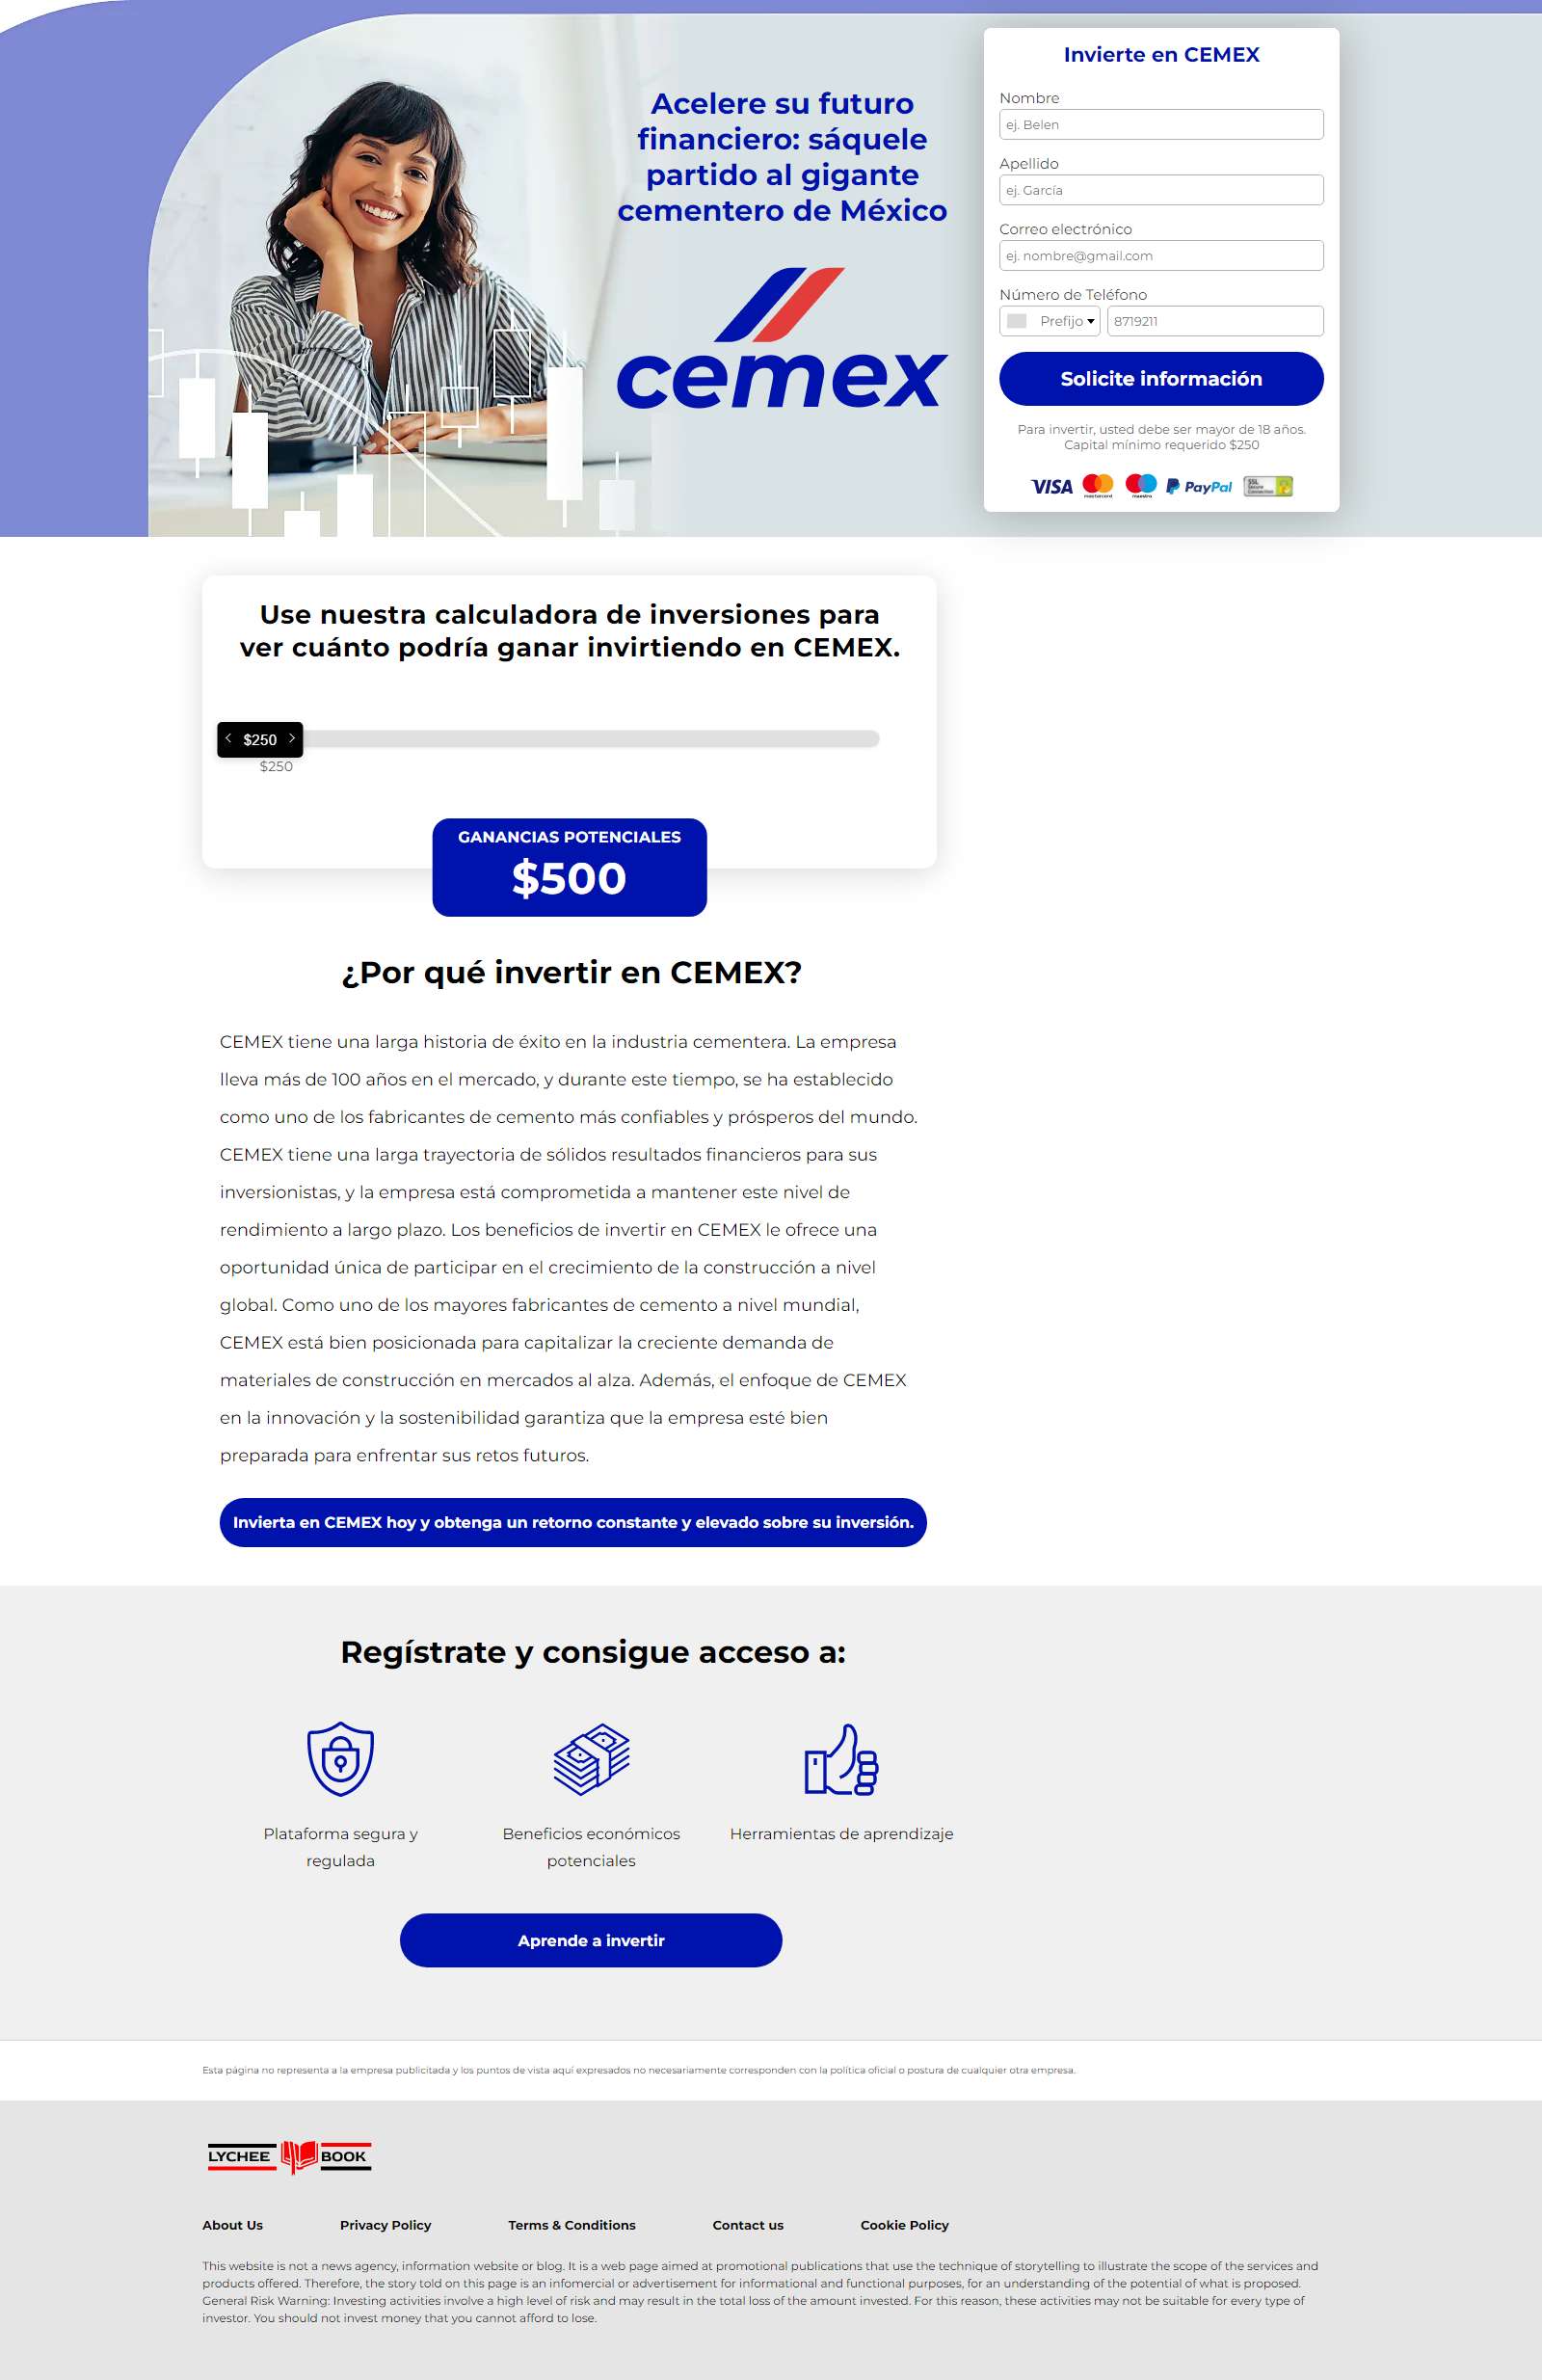 Acelere su futuro
financiero: sáquele
partido al gigante
cementero de México
cemex
Invierte en CEMEX
Nombre
ej. Belen
Apellido
ej. García
Correo electrónico
ej. nombre@gmail.com
Número de Teléfono
Prefijo
8719211
Solicite información
Para invertir, usted debe ser mayor de 18 años.
Capital mínimo requerido $250
VISA
mastercard
maestro
PayPal
SSL
Secure
Connection
Use nuestra calculadora de inversiones para
ver cuánto podría ganar invirtiendo en CEMEX.
$250
$250
GANANCIAS POTENCIALES
$500
¿Por qué invertir en CEMEX?
CEMEX tiene una larga historia de éxito en la industria cementera. La empresa
lleva más de 100 años en el mercado, y durante este tiempo, se ha establecido
como uno de los fabricantes de cemento más confiables y prósperos del mundo.
CEMEX tiene una larga trayectoria de sólidos resultados financieros para sus
inversionistas, y la empresa está comprometida a mantener este nivel de
rendimiento a largo plazo. Los beneficios de invertir en CEMEX le ofrece una
oportunidad única de participar en el crecimiento de la construcción a nivel
global. Como uno de los mayores fabricantes de cemento a nivel mundial,
CEMEX está bien posicionada para capitalizar la creciente demanda de
materiales de construcción en mercados al alza. Además, el enfoque de CEMEX
en la innovación y la sostenibilidad garantiza que la empresa esté bien
preparada para enfrentar sus retos futuros.
Invierta en CEMEX hoy y obtenga un retorno constante y elevado sobre su inversión.
Regístrate y consigue acceso a:
Plataforma segura y
regulada
Beneficios económicos
potenciales
Herramientas de aprendizaje
Aprende a invertir
Esta página no representa a la empresa publicitada y los puntos de vista aquí expresados no necesariamente corresponden con la política oficial o postura de cualquier otra empresa.
LYCHEE BOOK
About Us
Privacy Policy
Terms & Conditions
Contact us
Cookie Policy
This website is not a news agency, information website or blog. It is a web page aimed at promotional publications that use the technique of storytelling to illustrate the scope of the services and
products offered. Therefore, the story told on this page is an infomercial or advertisement for informational and functional purposes, for an understanding of the potential of what is proposed.
General Risk Warning: Investing activities involve a high level of risk and may result in the total loss of the amount invested. For this reason, these activities may not be suitable for every type of
investor. You should not invest money that you cannot afford to lose.